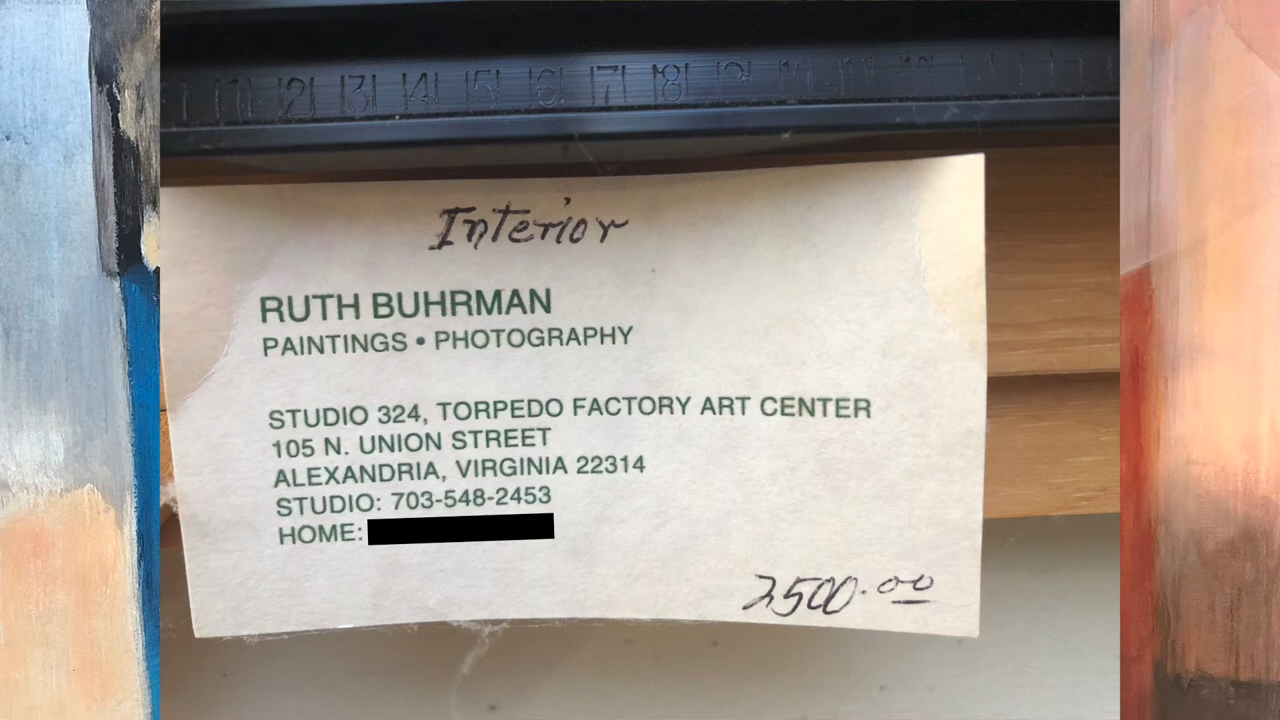 Interior
RUTH BUHRMAN
PAINTINGS • PHOTOGRAPHY
STUDIO 324, TORPEDO FACTORY ART CENTER
105 N. UNION STREET
ALEXANDRIA, VIRGINIA 22314
STUDIO: 703-548-2453
HOME:
2500.00